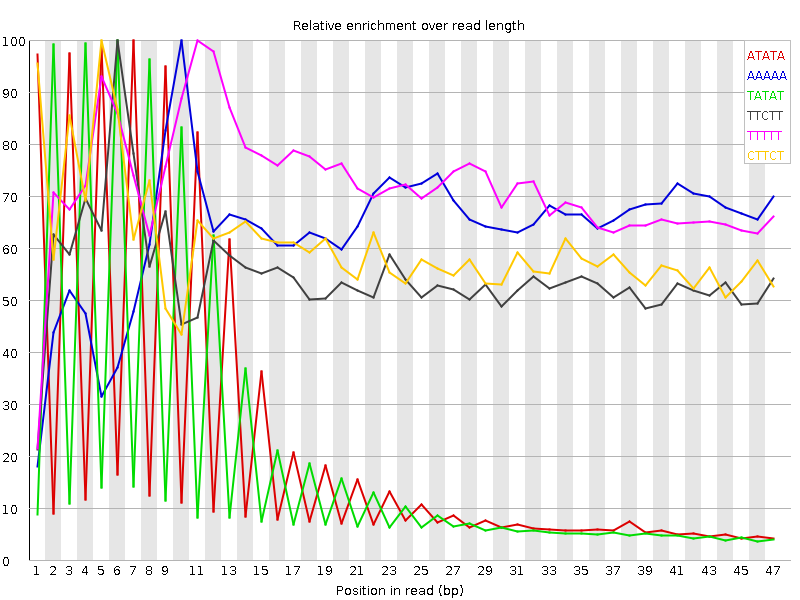 Relative enrichment over read length
100
90
80
70
60
50
40
30
20
10
0
ATATA
AAAAA
TATAT
TTCTT
TTTTT
CTTCT
1 2 3 4 5 6 7 8 9 11 13 15 17 19 21 23 25 27 29 31 33 35 37 39 41 43 45 47
Position in read (bp)